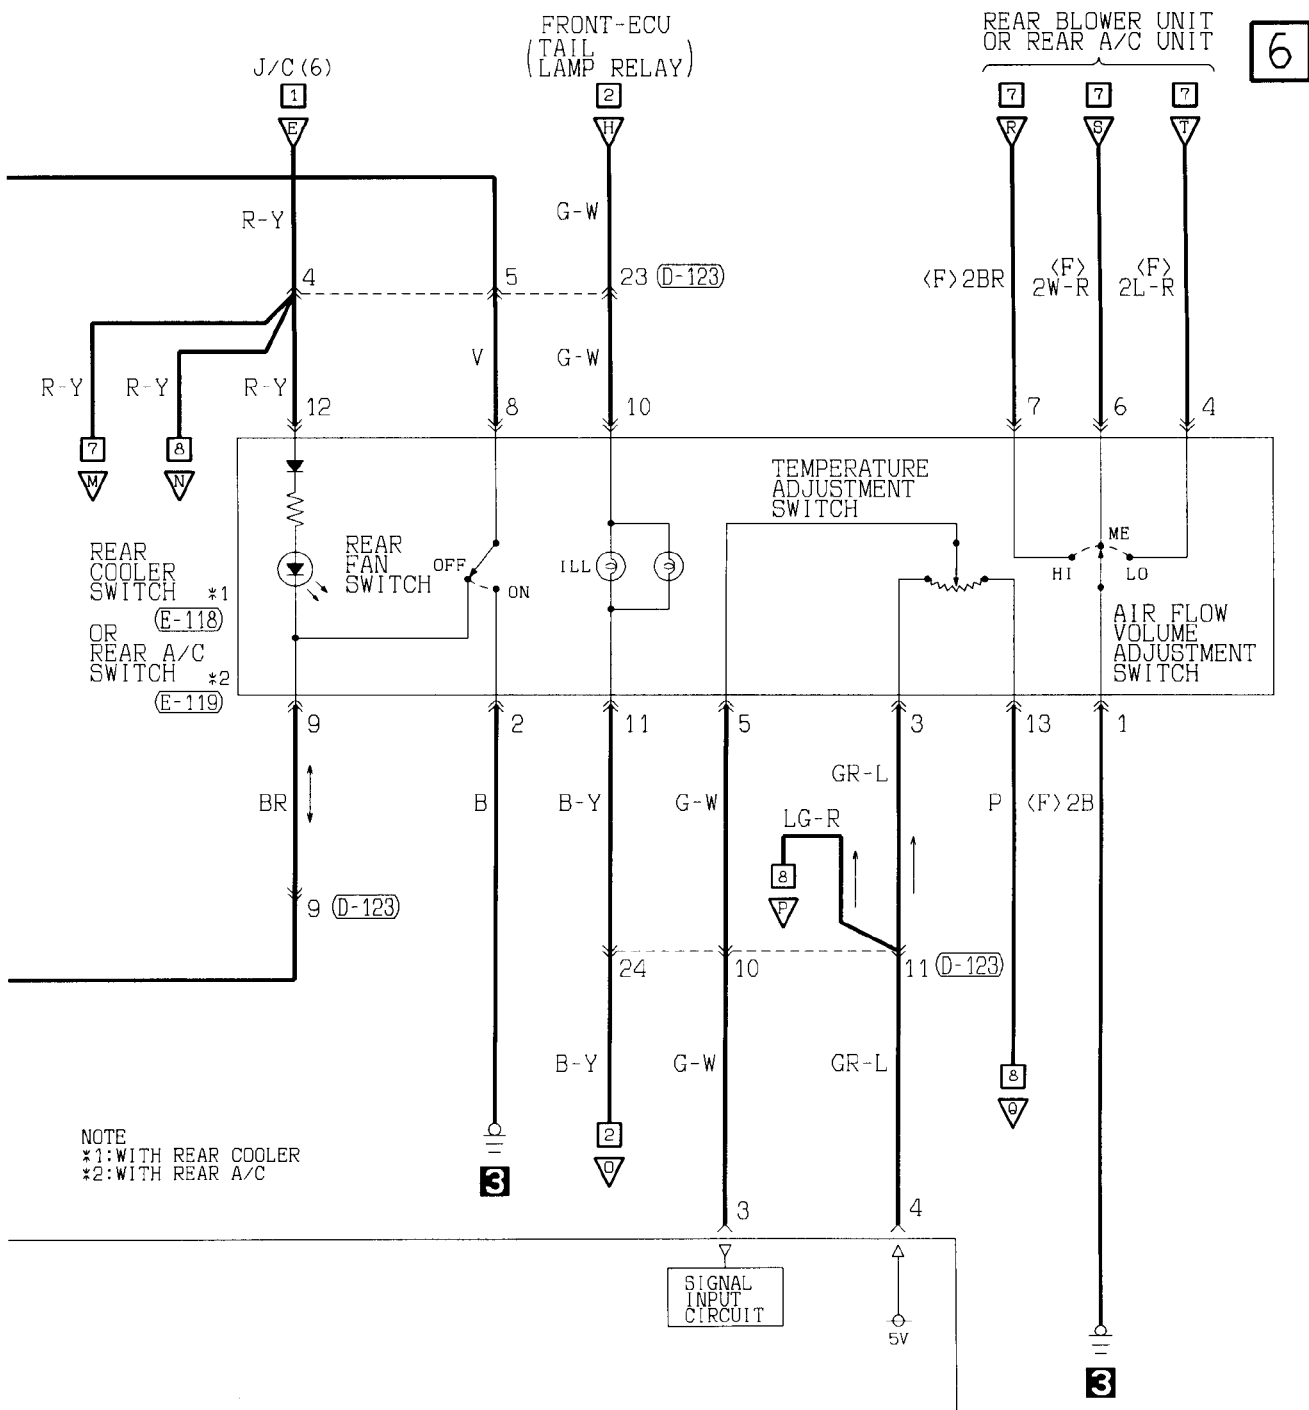 FRONT-ECU
(TAIL
LAMP RELAY)
REAR BLOWER UNIT
OR REAR A/C UNIT
6
J/C(6)
1
2
7
7
7
E
H
R
S
T
R-Y
G-W
4
5
23 (D-123)
<F>2BR
<F>
2W-R
<F>
2L-R
V
G-W
R-Y
R-Y
R-Y
12
8
10
7
6
4
7
8
M
N
TEMPERATURE
ADJUSTMENT
SWITCH
REAR
COOLER
SWITCH *1
(E-118)
OR
REAR A/C
SWITCH *2
(E-119)
REAR
FAN
SWITCH
OFF
ON
ILL
ME
HI
LO
AIR FLOW
VOLUME
ADJUSTMENT
SWITCH
9
2
11
5
3
13
1
GR-L
BR
B
B-Y
G-W
P
<F>2B
LG-R
8
P
9 (D-123)
24
10
11 (D-123)
B-Y
G-W
GR-L
8
Q
NOTE
*1:WITH REAR COOLER
*2:WITH REAR A/C
2
O
3
3
4
SIGNAL
INPUT
CIRCUIT
5V
3